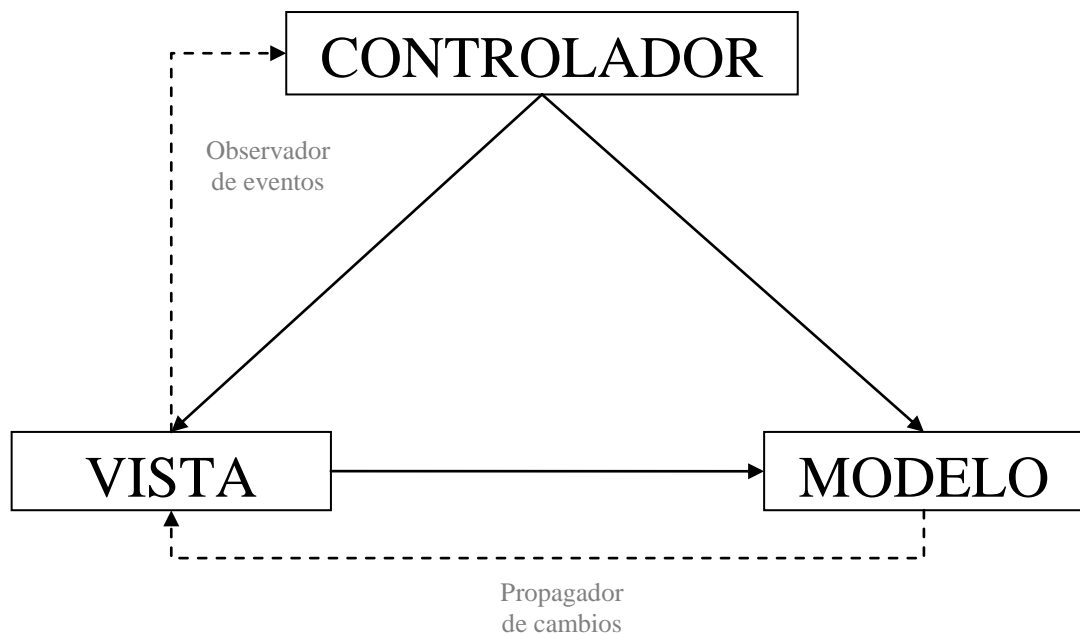 CONTROLADOR
Observador
de eventos
VISTA
MODELO
Propagador
de cambios